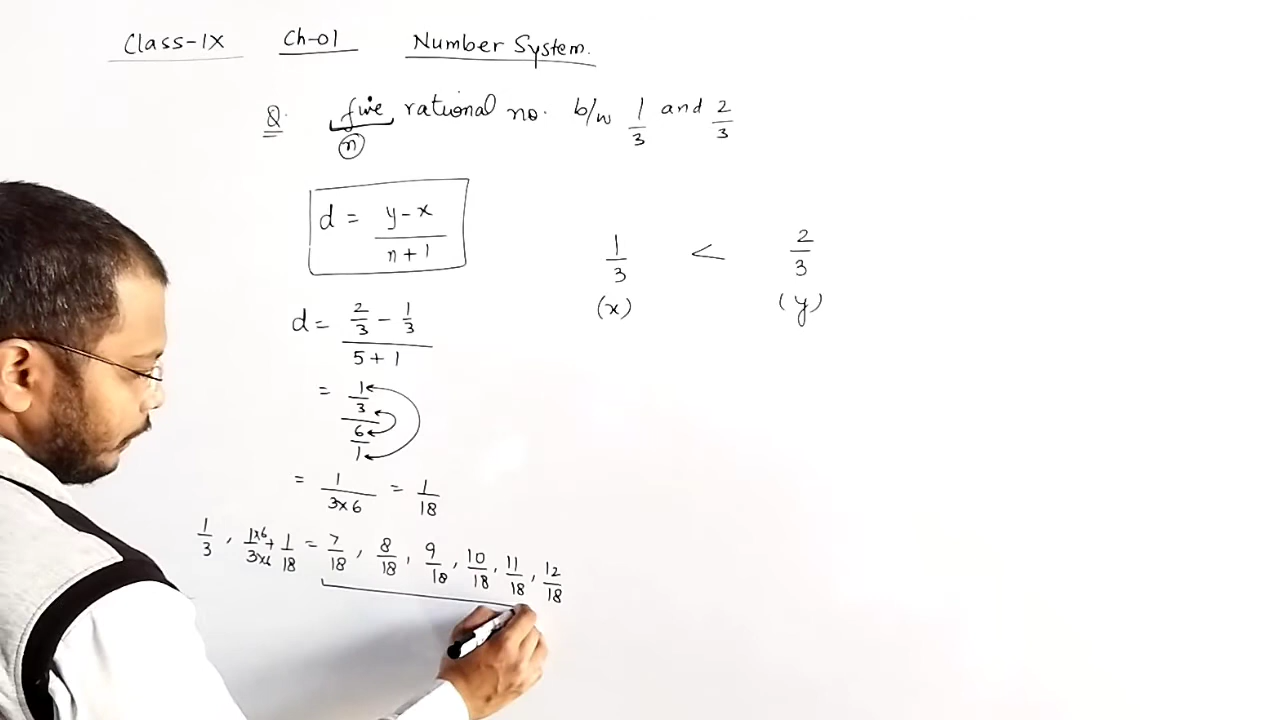 Class-IX Ch-01 Number System.
Q. five rational no. b/w 1/3 and 2/3
(n)
d = (y-x)/(n+1)
1/3 < 2/3
(x) (y)
d = (2/3 - 1/3)/(5+1)
= (1/3)/(6/1)
= 1/(3x6) = 1/18
1/3, (1x6)/(3x6) + 1/18 = 7/18, 8/18, 9/18, 10/18, 11/18, 12/18